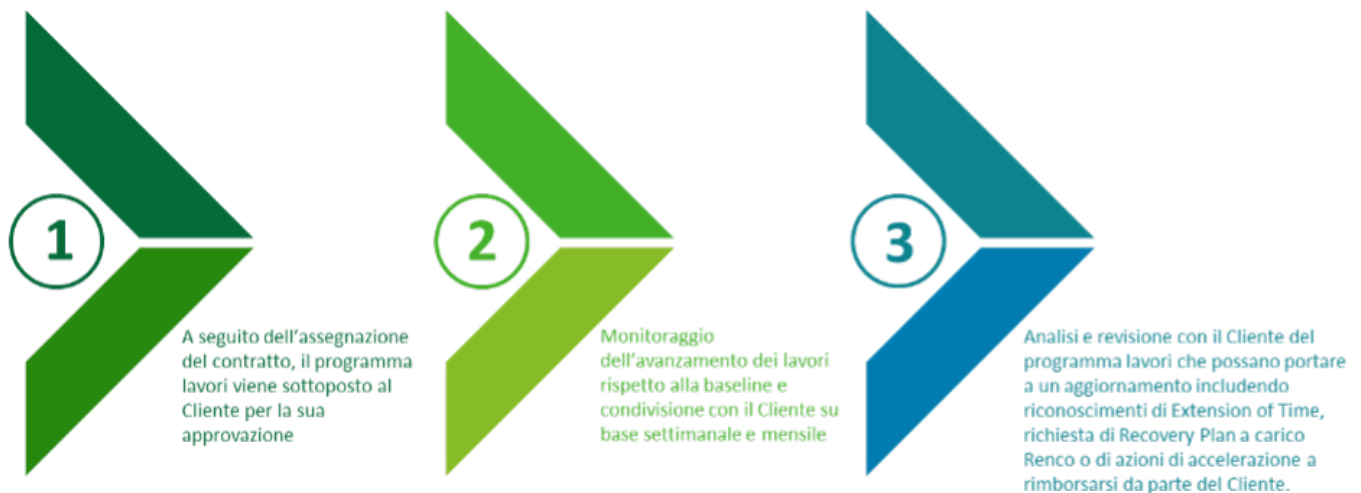 1
A seguito dell'assegnazione
del contratto, il programma
lavori viene sottoposto al
Cliente per la sua
approvazione
2
Monitoraggio
dell'avanzamento dei lavori
rispetto alla baseline e
condivisione con il Cliente su
base settimanale e mensile
3
Analisi e revisione con il Cliente del
programma lavori che possano portare
a un aggiornamento includendo
riconoscimenti di Extension of Time,
richiesta di Recovery Plan a carico
Renco o di azioni di accelerazione a
rimborsarsi da parte del Cliente.